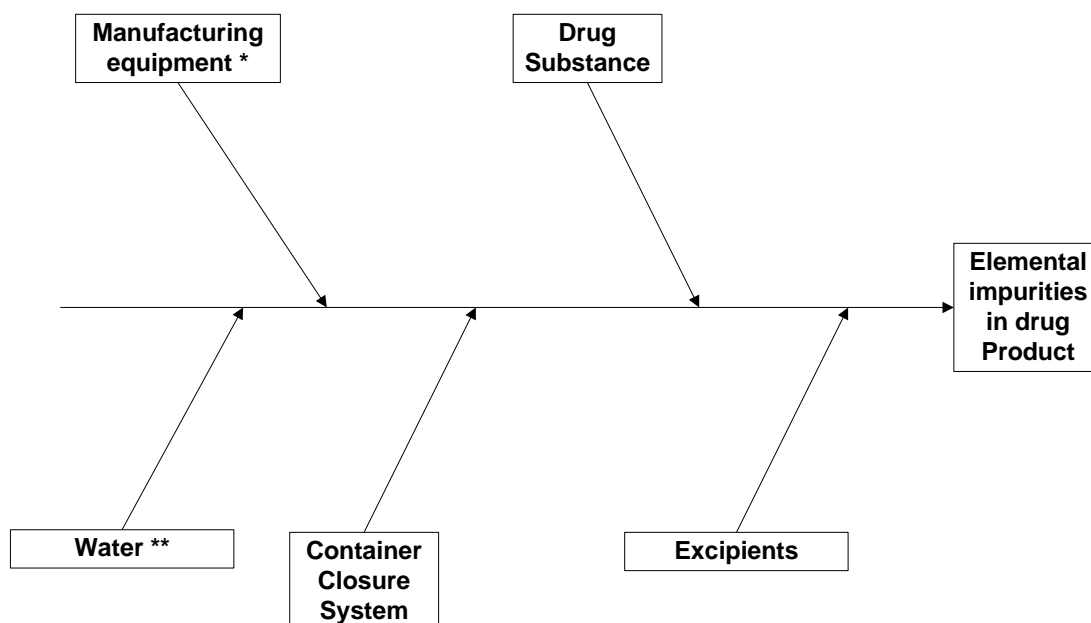 Manufacturing
equipment *
Drug
Substance
Elemental
impurities
in drug
Product
Water **
Container
Closure
System
Excipients